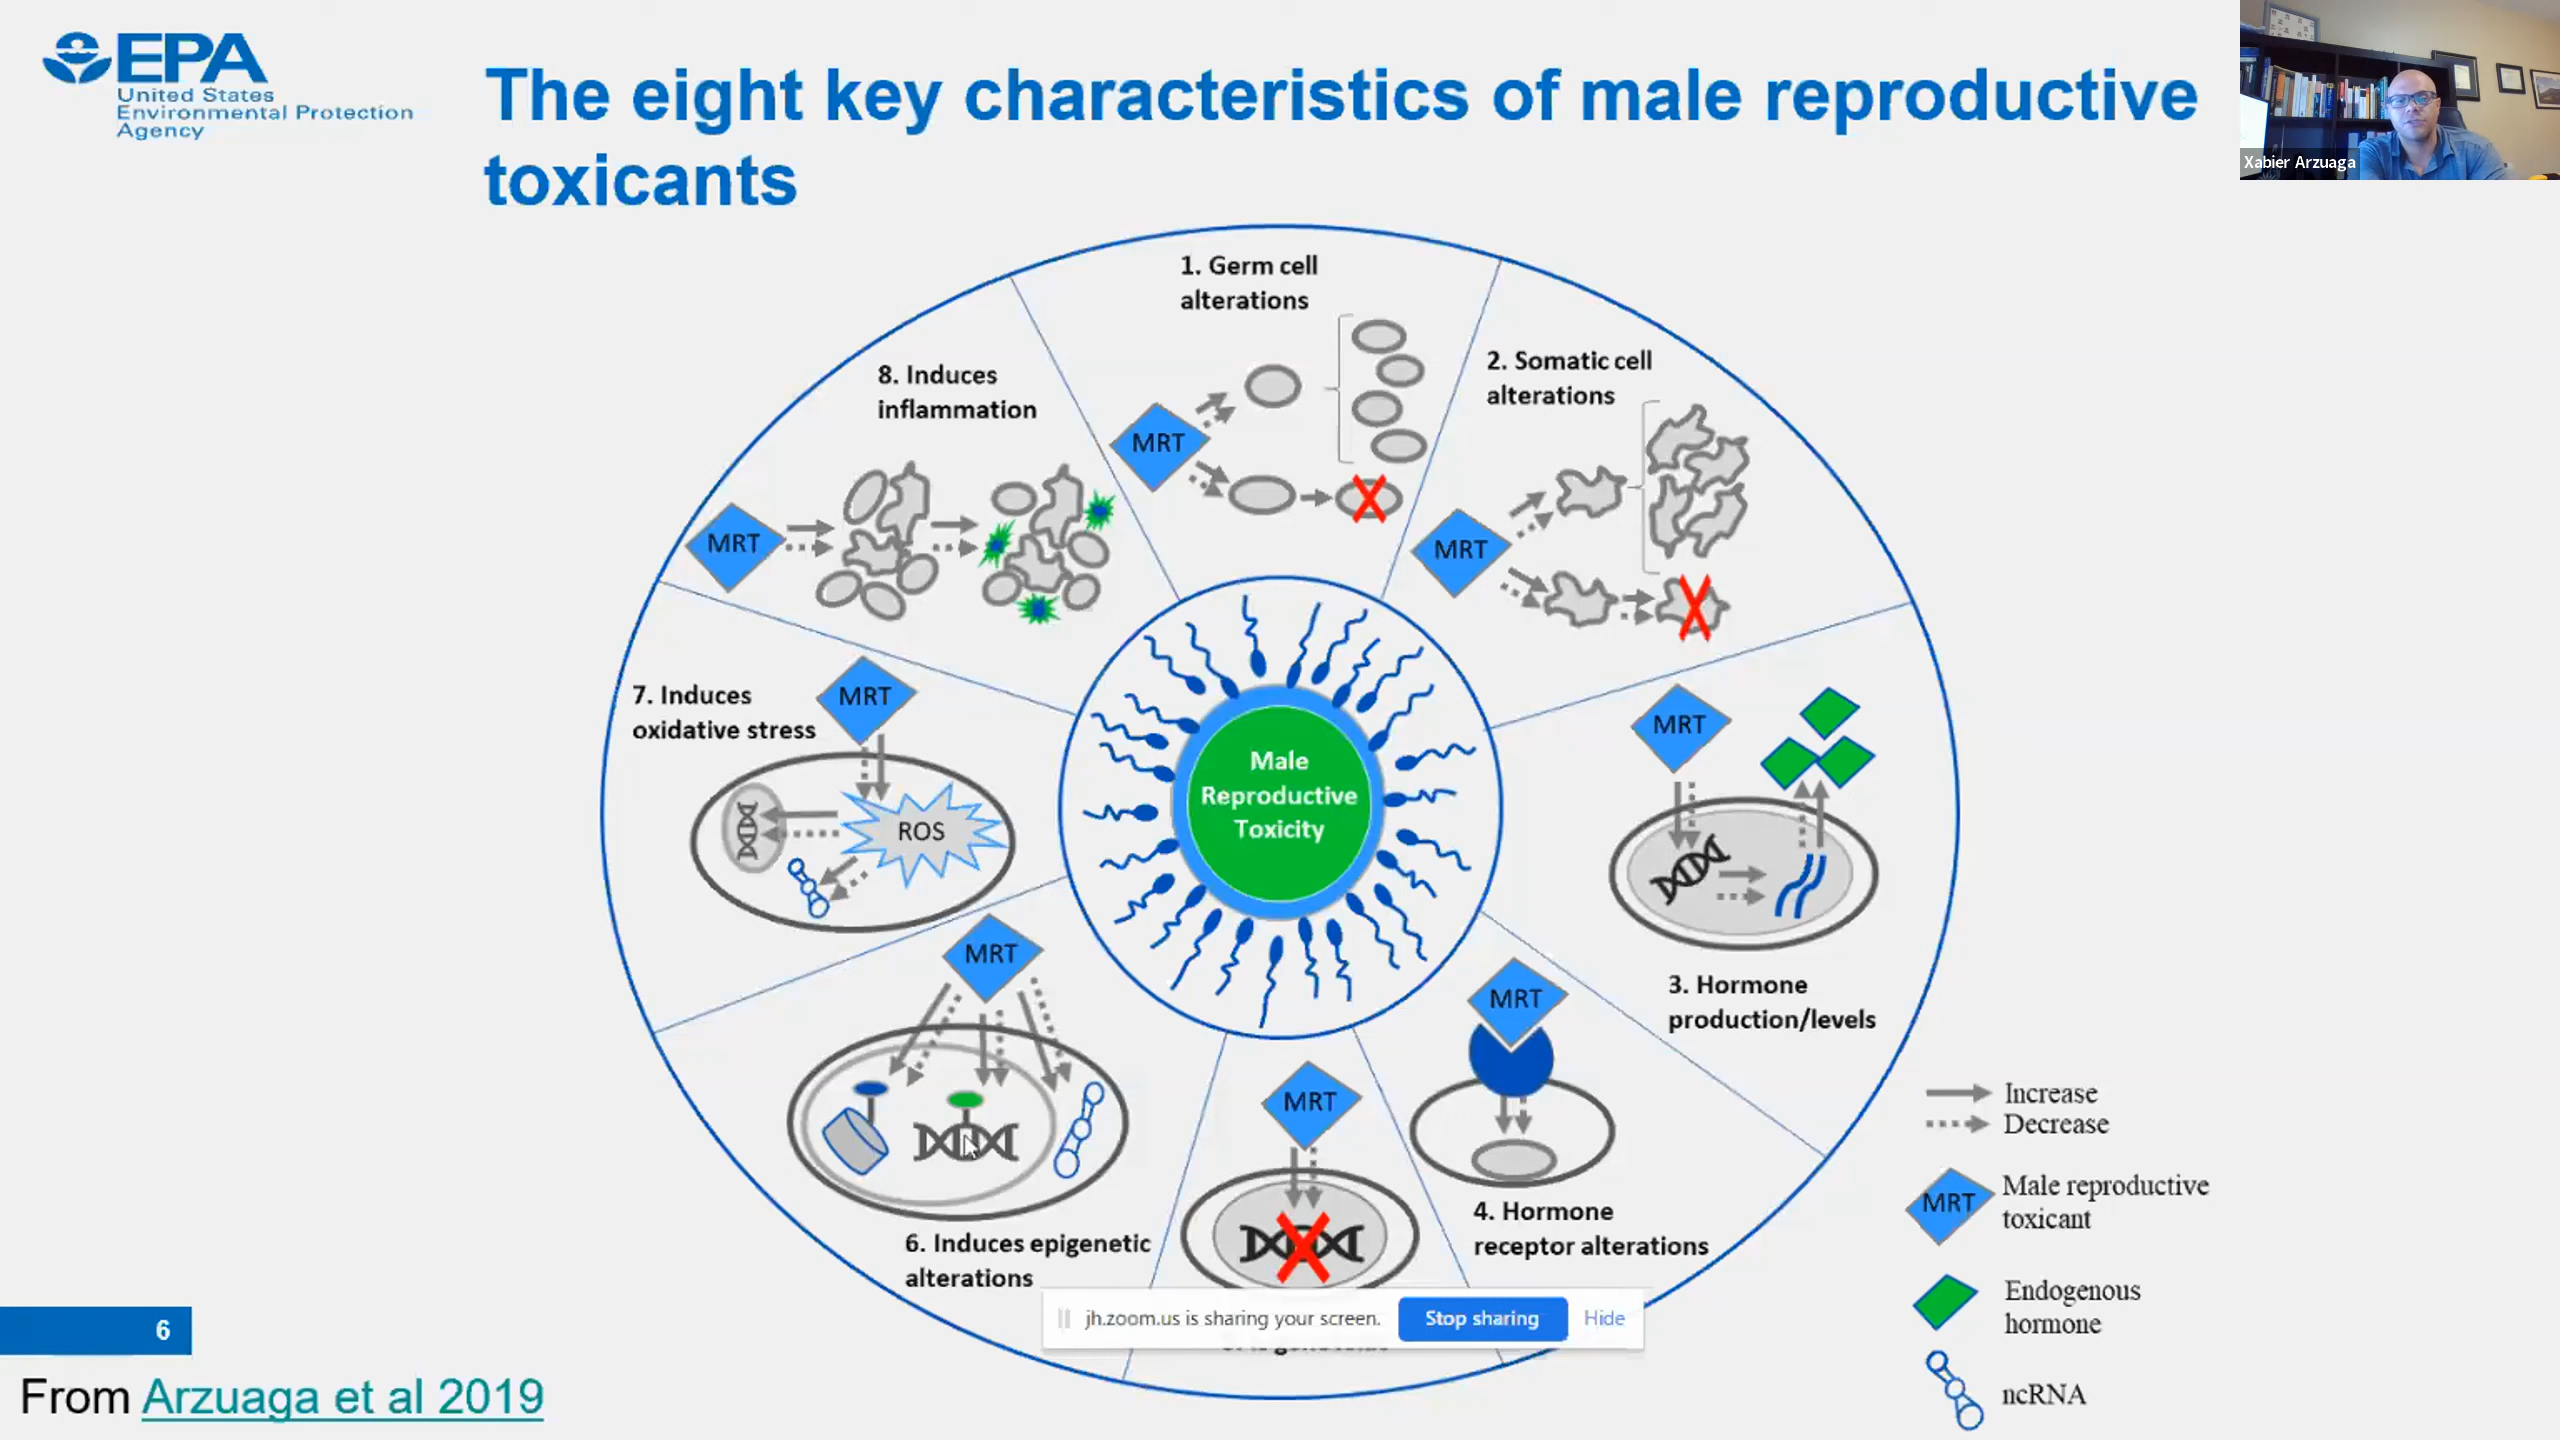 EPA
United States
Environmental Protection
Agency
The eight key characteristics of male reproductive
toxicants
Xabier Arzuaga
1. Germ cell
alterations
MRT
2. Somatic cell
alterations
MRT
8. Induces
inflammation
MRT
7. Induces
oxidative stress
MRT
ROS
Male
Reproductive
Toxicity
MRT
3. Hormone
production/levels
MRT
4. Hormone
receptor alterations
MRT
MRT
6. Induces epigenetic
alterations
jh.zoom.us is sharing your screen.
Stop sharing
Hide
Increase
Decrease
MRT
Male reproductive
toxicant
Endogenous
hormone
ncRNA
6
From Arzuaga et al 2019